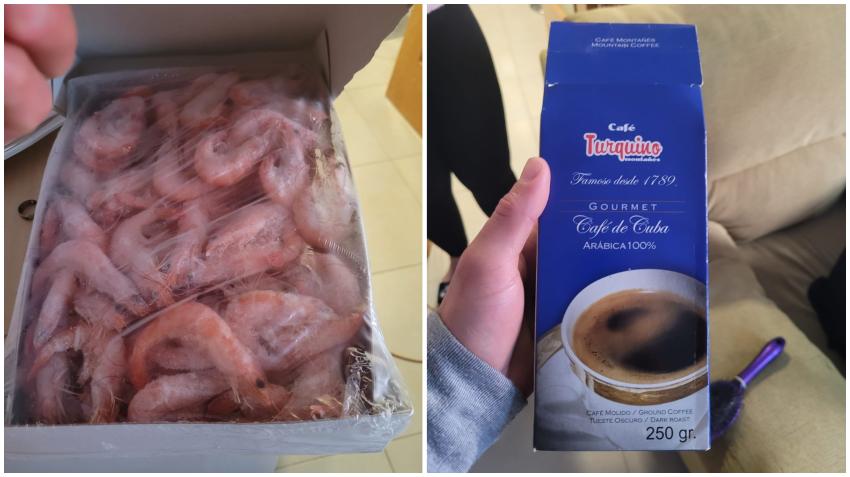 CAFÉ MONTAÑÉS
MOUNTAIN COFFEE
Café
Turquino
montañés
Famoso desde 1789.
GOURMET
Café de Cuba
ARÁBICA 100%
CAFÉ MOLIDO / GROUND COFFEE
TUESTE OSCURO / DARK ROAST
250 gr.